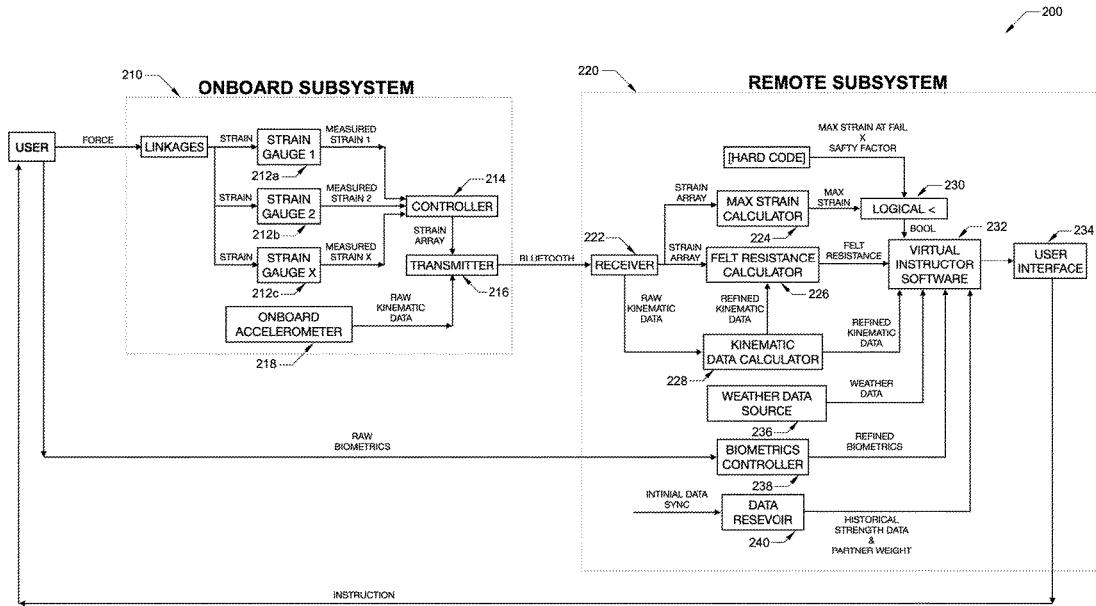 200
210
ONBOARD SUBSYSTEM
220
REMOTE SUBSYSTEM
USER
FORCE
LINKAGES
STRAIN
STRAIN
GAUGE 1
212a
MEASURED
STRAIN 1
STRAIN
STRAIN
GAUGE 2
212b
MEASURED
STRAIN 2
STRAIN
STRAIN
GAUGE X
212c
MEASURED
STRAIN X
214
CONTROLLER
STRAIN
ARRAY
TRANSMITTER
216
ONBOARD
ACCELEROMETER
218
RAW
KINEMATIC
DATA
BLUETOOTH
222
RECEIVER
MAX STRAIN AT FAIL
X
SAFTY FACTOR
[HARD CODE]
STRAIN
ARRAY
MAX STRAIN
CALCULATOR
224
MAX
STRAIN
230
LOGICAL <
BOOL
STRAIN
ARRAY
FELT RESISTANCE
CALCULATOR
226
FELT
RESISTANCE
232
VIRTUAL
INSTRUCTOR
SOFTWARE
234
USER
INTERFACE
RAW
KINEMATIC
DATA
REFINED
KINEMATIC
DATA
KINEMATIC
DATA CALCULATOR
228
REFINED
KINEMATIC
DATA
WEATHER DATA
SOURCE
236
WEATHER
DATA
RAW
BIOMETRICS
BIOMETRICS
CONTROLLER
238
REFINED
BIOMETRICS
INTINIAL DATA
SYNC
DATA
RESEVOIR
240
HISTORICAL
STRENGTH DATA
&
PARTNER WEIGHT
INSTRUCTION